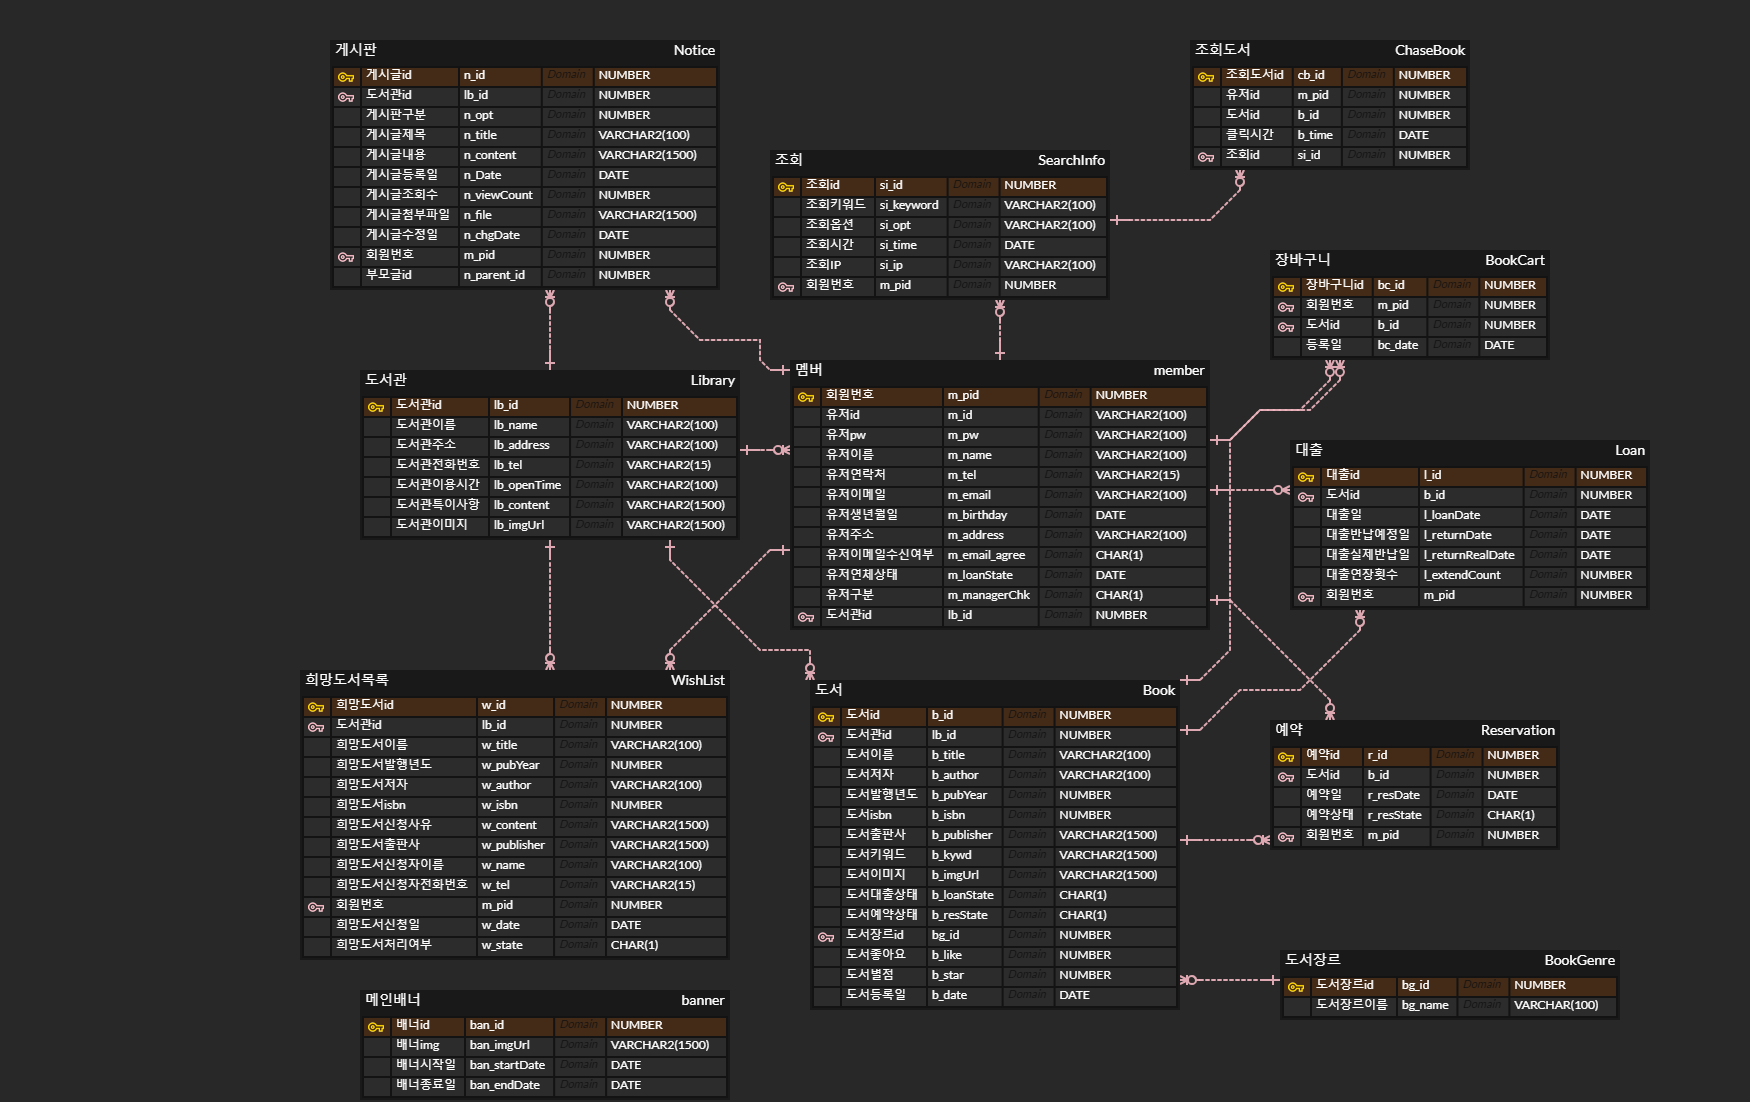 게시판 Notice
게시글id n_id Domain NUMBER
도서관id lb_id Domain NUMBER
게시판구분 n_opt Domain NUMBER
게시글제목 n_title Domain VARCHAR2(100)
게시글내용 n_content Domain VARCHAR2(1500)
게시글등록일 n_Date Domain DATE
게시글조회수 n_viewCount Domain NUMBER
게시글첨부파일 n_file Domain VARCHAR2(1500)
게시글수정일 n_chgDate Domain DATE
회원번호 m_pid Domain NUMBER
부모글id n_parent_id Domain NUMBER
조회도서 ChaseBook
조회도서id cb_id Domain NUMBER
유저id m_pid Domain NUMBER
도서id b_id Domain NUMBER
클릭시간 b_time Domain DATE
조회id si_id Domain NUMBER
조회 SearchInfo
조회id si_id Domain NUMBER
조회키워드 si_keyword Domain VARCHAR2(100)
조회옵션 si_opt Domain VARCHAR2(100)
조회시간 si_time Domain DATE
조회IP si_ip Domain VARCHAR2(100)
회원번호 m_pid Domain NUMBER
장바구니 BookCart
장바구니id bc_id Domain NUMBER
회원번호 m_pid Domain NUMBER
도서id b_id Domain NUMBER
등록일 bc_date Domain DATE
도서관 Library
도서관id lb_id Domain NUMBER
도서관이름 lb_name Domain VARCHAR2(100)
도서관주소 lb_address Domain VARCHAR2(100)
도서관전화번호 lb_tel Domain VARCHAR2(15)
도서관이용시간 lb_openTime Domain VARCHAR2(100)
도서관특이사항 lb_content Domain VARCHAR2(1500)
도서관이미지 lb_imgUrl Domain VARCHAR2(1500)
멤버 member
회원번호 m_pid Domain NUMBER
유저id m_id Domain VARCHAR2(100)
유저pw m_pw Domain VARCHAR2(100)
유저이름 m_name Domain VARCHAR2(100)
유저연락처 m_tel Domain VARCHAR2(15)
유저이메일 m_email Domain VARCHAR2(100)
유저생년월일 m_birthday Domain DATE
유저주소 m_address Domain VARCHAR2(100)
유저이메일수신여부 m_email_agree Domain CHAR(1)
유저연체상태 m_loanState Domain DATE
유저구분 m_managerChk Domain CHAR(1)
도서관id lb_id Domain NUMBER
대출 Loan
대출id l_id Domain NUMBER
도서id b_id Domain NUMBER
대출일 l_loanDate Domain DATE
대출반납예정일 l_returnDate Domain DATE
대출실제반납일 l_returnRealDate Domain DATE
대출연장횟수 l_extendCount Domain NUMBER
회원번호 m_pid Domain NUMBER
희망도서목록 WishList
희망도서id w_id Domain NUMBER
도서관id lb_id Domain NUMBER
희망도서이름 w_title Domain VARCHAR2(100)
희망도서발행년도 w_pubYear Domain NUMBER
희망도서저자 w_author Domain VARCHAR2(100)
희망도서isbn w_isbn Domain NUMBER
희망도서신청사유 w_content Domain VARCHAR2(1500)
희망도서출판사 w_publisher Domain VARCHAR2(1500)
희망도서신청자이름 w_name Domain VARCHAR2(100)
희망도서신청자전화번호 w_tel Domain VARCHAR2(15)
회원번호 m_pid Domain NUMBER
희망도서신청일 w_date Domain DATE
희망도서처리여부 w_state Domain CHAR(1)
도서 Book
도서id b_id Domain NUMBER
도서관id lb_id Domain NUMBER
도서이름 b_title Domain VARCHAR2(100)
도서저자 b_author Domain VARCHAR2(100)
도서발행년도 b_pubYear Domain NUMBER
도서isbn b_isbn Domain NUMBER
도서출판사 b_publisher Domain VARCHAR2(1500)
도서키워드 b_kywd Domain VARCHAR2(1500)
도서이미지 b_imgUrl Domain VARCHAR2(1500)
도서대출상태 b_loanState Domain CHAR(1)
도서예약상태 b_resState Domain CHAR(1)
도서장르id bg_id Domain NUMBER
도서좋아요 b_like Domain NUMBER
도서별점 b_star Domain NUMBER
도서등록일 b_date Domain DATE
예약 Reservation
예약id r_id Domain NUMBER
도서id b_id Domain NUMBER
예약일 r_resDate Domain DATE
예약상태 r_resState Domain CHAR(1)
회원번호 m_pid Domain NUMBER
도서장르 BookGenre
도서장르id bg_id Domain NUMBER
도서장르이름 bg_name Domain VARCHAR(100)
메인배너 banner
배너id ban_id Domain NUMBER
배너img ban_imgUrl Domain VARCHAR2(1500)
배너시작일 ban_startDate Domain DATE
배너종료일 ban_endDate Domain DATE